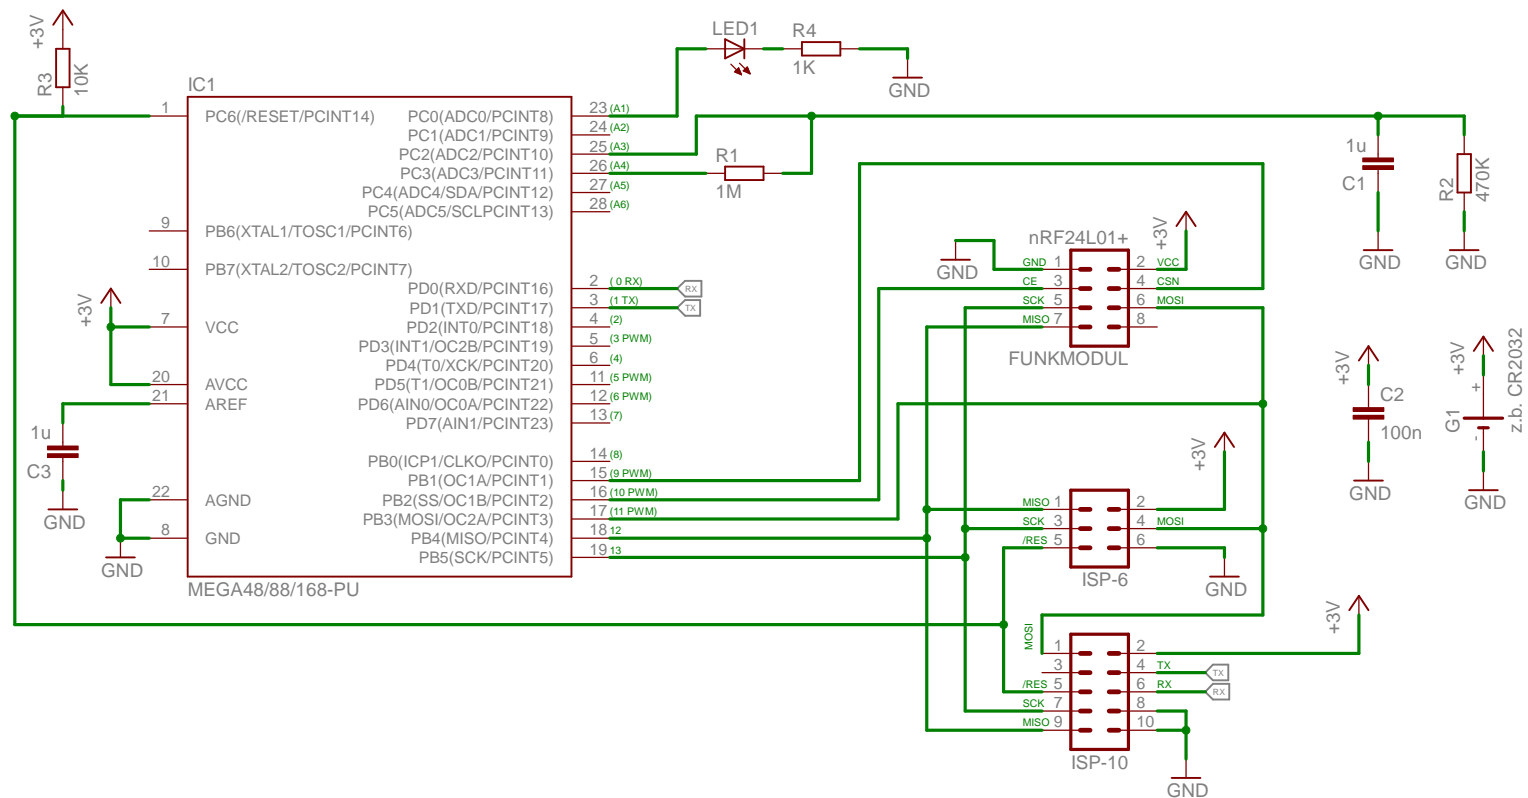 +3V
R3
10K
IC1
1
PC6(/RESET/PCINT14)
9
PB6(XTAL1/TOSC1/PCINT6)
10
PB7(XTAL2/TOSC2/PCINT7)
+3V
7
VCC
20
AVCC
21
AREF
1u
C3
GND
22
AGND
8
GND
GND
MEGA48/88/168-PU
PC0(ADC0/PCINT8) 23 (A1)
PC1(ADC1/PCINT9) 24 (A2)
PC2(ADC2/PCINT10) 25 (A3)
PC3(ADC3/PCINT11) 26 (A4)
PC4(ADC4/SDA/PCINT12) 27 (A5)
PC5(ADC5/SCLPCINT13) 28 (A6)
PD0(RXD/PCINT16) 2 ( 0 RX) RX
PD1(TXD/PCINT17) 3 (1 TX) TX
PD2(INT0/PCINT18) 4 (2)
PD3(INT1/OC2B/PCINT19) 5 (3 PWM)
PD4(T0/XCK/PCINT20) 6 (4)
PD5(T1/OC0B/PCINT21) 11 (5 PWM)
PD6(AIN0/OC0A/PCINT22) 12 (6 PWM)
PD7(AIN1/PCINT23) 13 (7)
PB0(ICP1/CLKO/PCINT0) 14 (8)
PB1(OC1A/PCINT1) 15 (9 PWM)
PB2(SS/OC1B/PCINT2) 16 (10 PWM)
PB3(MOSI/OC2A/PCINT3) 17 (11 PWM)
PB4(MISO/PCINT4) 18 12
PB5(SCK/PCINT5) 19 13
LED1
R4
1K
GND
R1
1M
1u
C1
GND
R2
470K
GND
nRF24L01+
+3V
GND
GND 1 2 VCC
CE 3 4 CSN
SCK 5 6 MOSI
MISO 7 8
FUNKMODUL
+3V
C2
100n
GND
+3V
+
G1
-
z.b. CR2032
GND
+3V
MISO 1 2
SCK 3 4 MOSI
/RES 5 6
ISP-6
GND
+3V
MOSI
1 2
3 4 TX TX
/RES 5 6 RX RX
SCK 7 8
MISO 9 10
ISP-10
GND